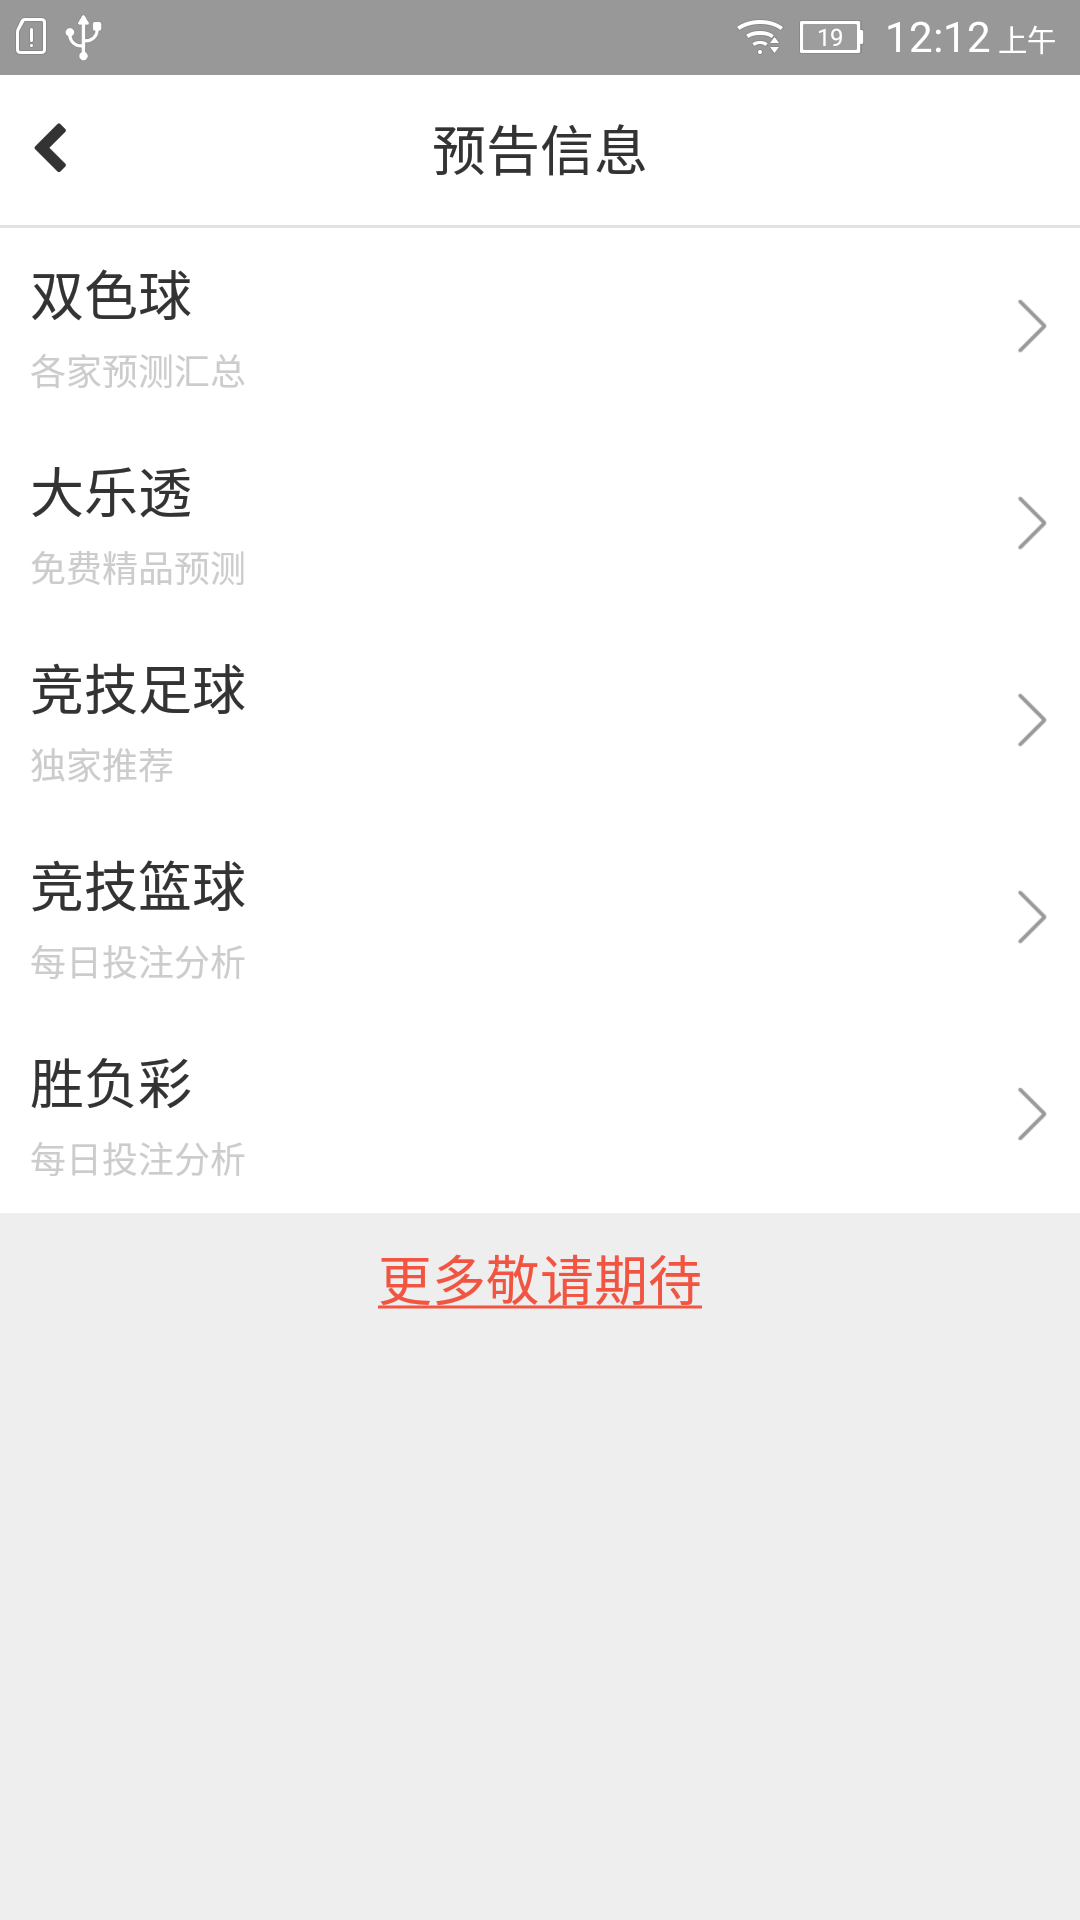 19 12:12 上午
预告信息
双色球
各家预测汇总
大乐透
免费精品预测
竞技足球
独家推荐
竞技篮球
每日投注分析
胜负彩
每日投注分析
更多敬请期待